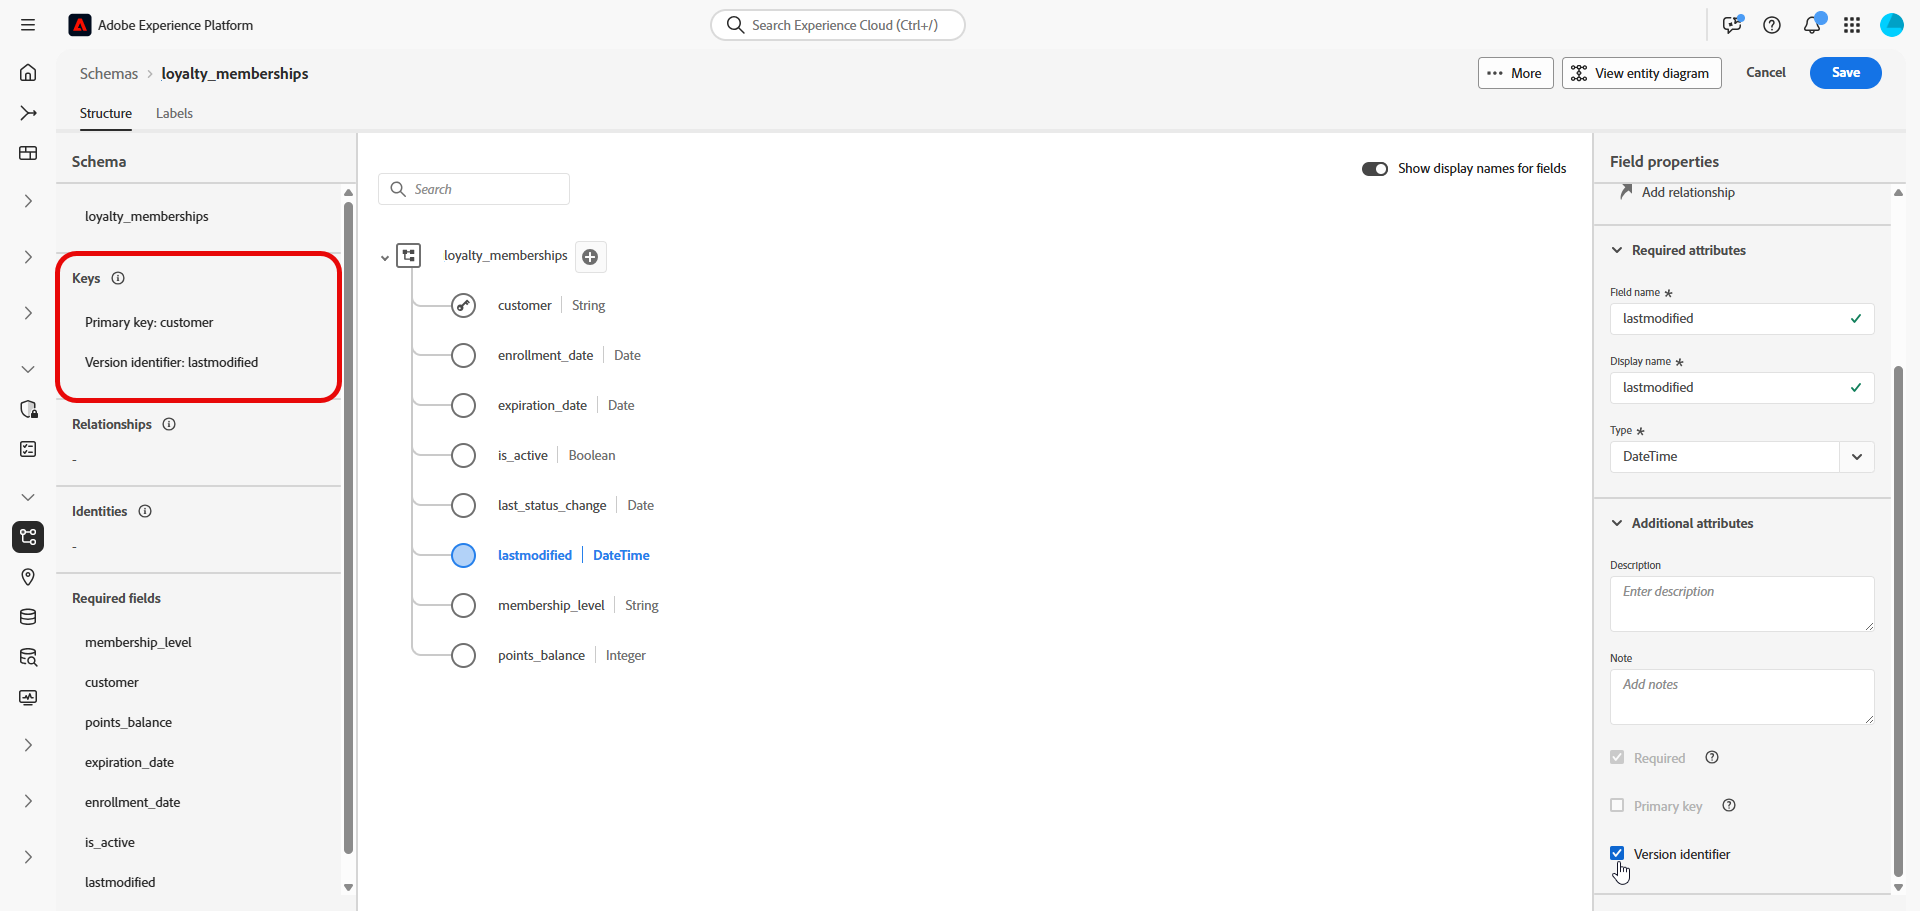 Adobe Experience Platform
Search Experience Cloud (Ctrl+/)
Schemas › loyalty_memberships
More
View entity diagram
Cancel
Save
Structure
Labels
Schema
loyalty_memberships
Keys
Primary key: customer
Version identifier: lastmodified
Relationships
-
Identities
-
Required fields
membership_level
customer
points_balance
expiration_date
enrollment_date
is_active
lastmodified
Search
Show display names for fields
loyalty_memberships
customer | String
enrollment_date | Date
expiration_date | Date
is_active | Boolean
last_status_change | Date
lastmodified | DateTime
membership_level | String
points_balance | Integer
Field properties
Add relationship
Required attributes
Field name *
lastmodified
Display name *
lastmodified
Type *
DateTime
Additional attributes
Description
Enter description
Note
Add notes
Required
Primary key
Version identifier